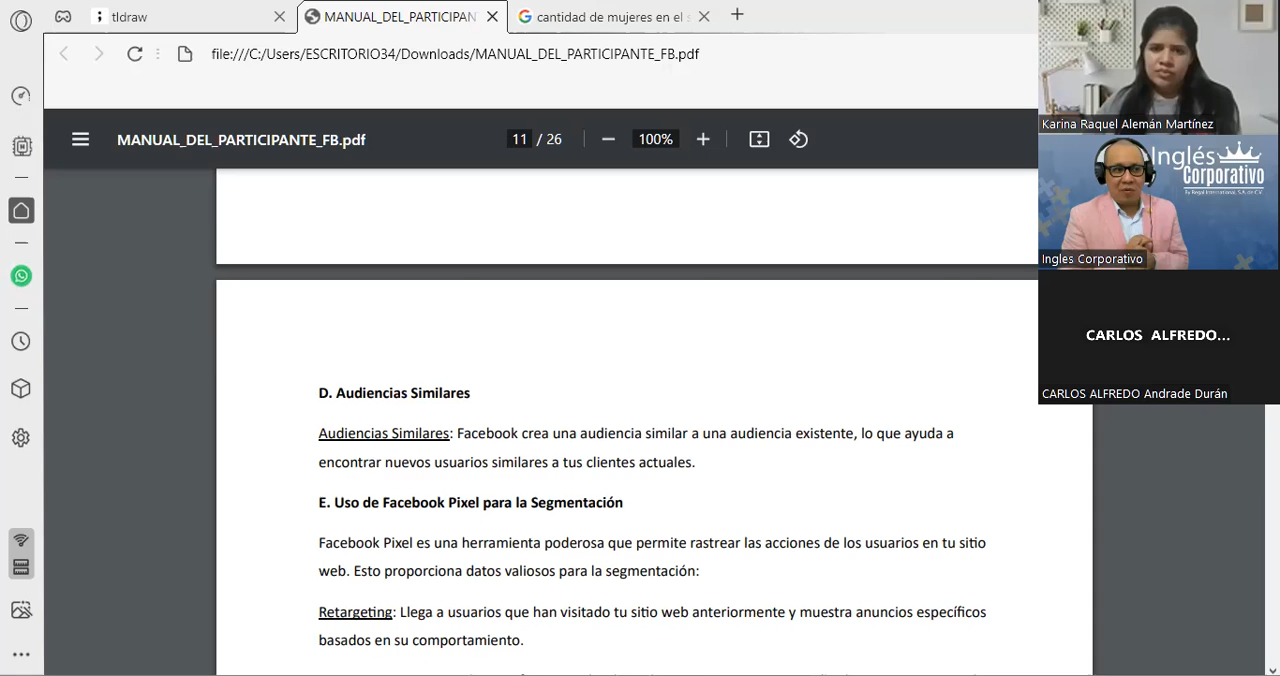 tldraw
MANUAL_DEL_PARTICIPAN
cantidad de mujeres en el s
file:///C:/Users/ESCRITORIO34/Downloads/MANUAL_DEL_PARTICIPANTE_FB.pdf
MANUAL_DEL_PARTICIPANTE_FB.pdf
11 / 26
100%
Karina Raquel Alemán Martínez
Inglés
Corporativo
By Regal International, S.A. de C.V.
Ingles Corporativo
CARLOS ALFREDO...
CARLOS ALFREDO Andrade Durán
D. Audiencias Similares
Audiencias Similares: Facebook crea una audiencia similar a una audiencia existente, lo que ayuda a
encontrar nuevos usuarios similares a tus clientes actuales.
E. Uso de Facebook Pixel para la Segmentación
Facebook Pixel es una herramienta poderosa que permite rastrear las acciones de los usuarios en tu sitio
web. Esto proporciona datos valiosos para la segmentación:
Retargeting: Llega a usuarios que han visitado tu sitio web anteriormente y muestra anuncios específicos
basados en su comportamiento.